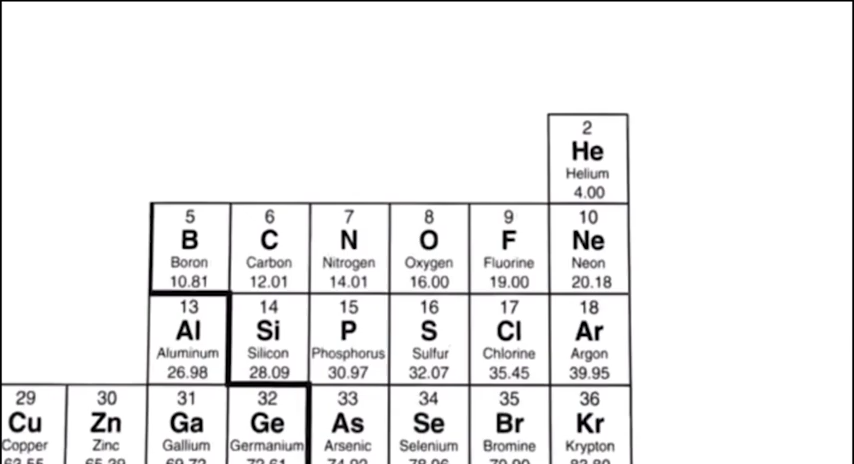 2
He
Helium
4.00
5 6 7 8 9 10
B C N O F Ne
Boron Carbon Nitrogen Oxygen Fluorine Neon
10.81 12.01 14.01 16.00 19.00 20.18
13 14 15 16 17 18
Al Si P S Cl Ar
Aluminum Silicon Phosphorus Sulfur Chlorine Argon
26.98 28.09 30.97 32.07 35.45 39.95
29 30 31 32 33 34 35 36
Cu Zn Ga Ge As Se Br Kr
Copper Zinc Gallium Germanium Arsenic Selenium Bromine Krypton